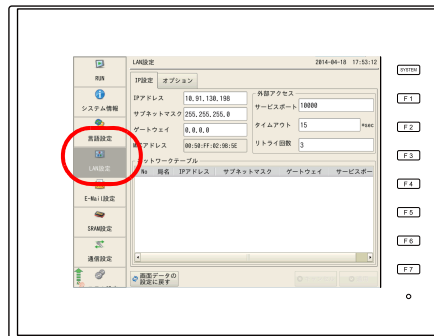 LAN設定 2014-04-18 17:53:12
RUN
システム情報
言語設定
LAN設定
E-Mail設定
SRAM設定
通信設定
IP設定 オプション
IPアドレス 10.91.130.198
サブネットマスク 255.255.255.0
ゲートウェイ 0.0.0.0
MACアドレス 00:50:FF:02:98:5E
外部アクセス
サービスポート 10000
タイムアウト 15 *sec
リトライ回数 3
ネットワークテーブル
No 局名 IPアドレス サブネットマスク ゲートウェイ サービスポー
画面データの
設定に戻す
SYSTEM
F1
F2
F3
F4
F5
F6
F7